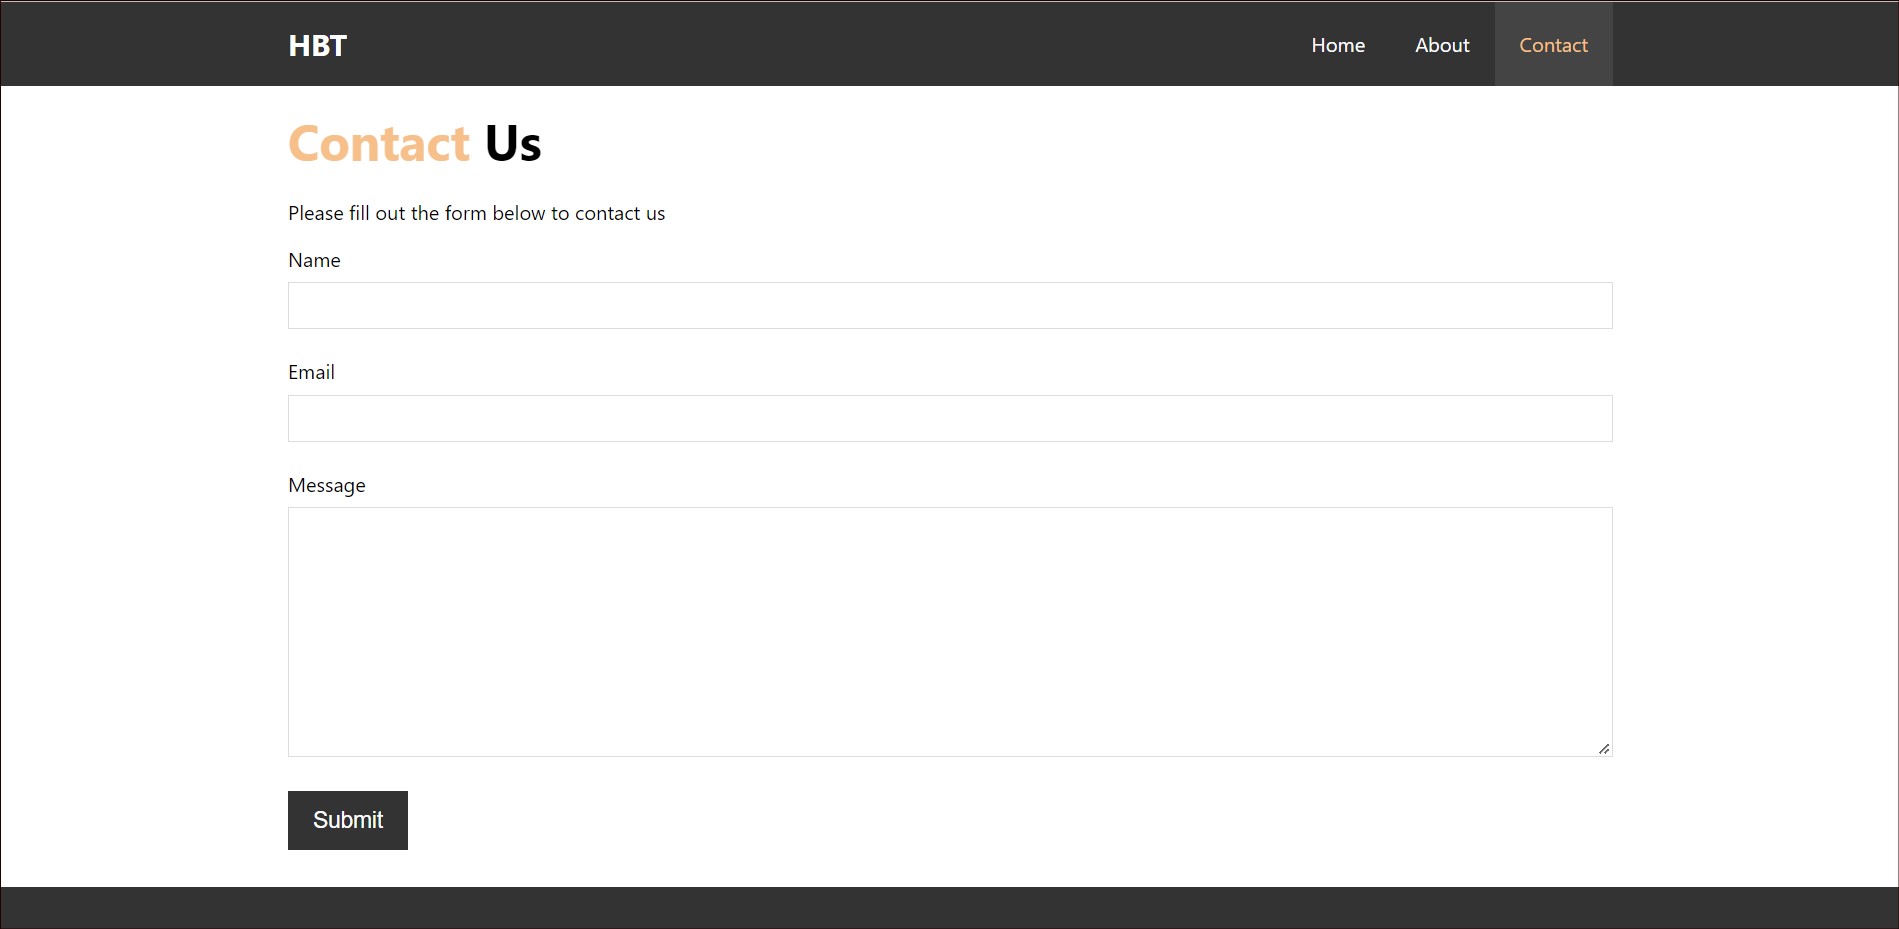 HBT Home About Contact
Contact Us
Please fill out the form below to contact us
Name
Email
Message
Submit